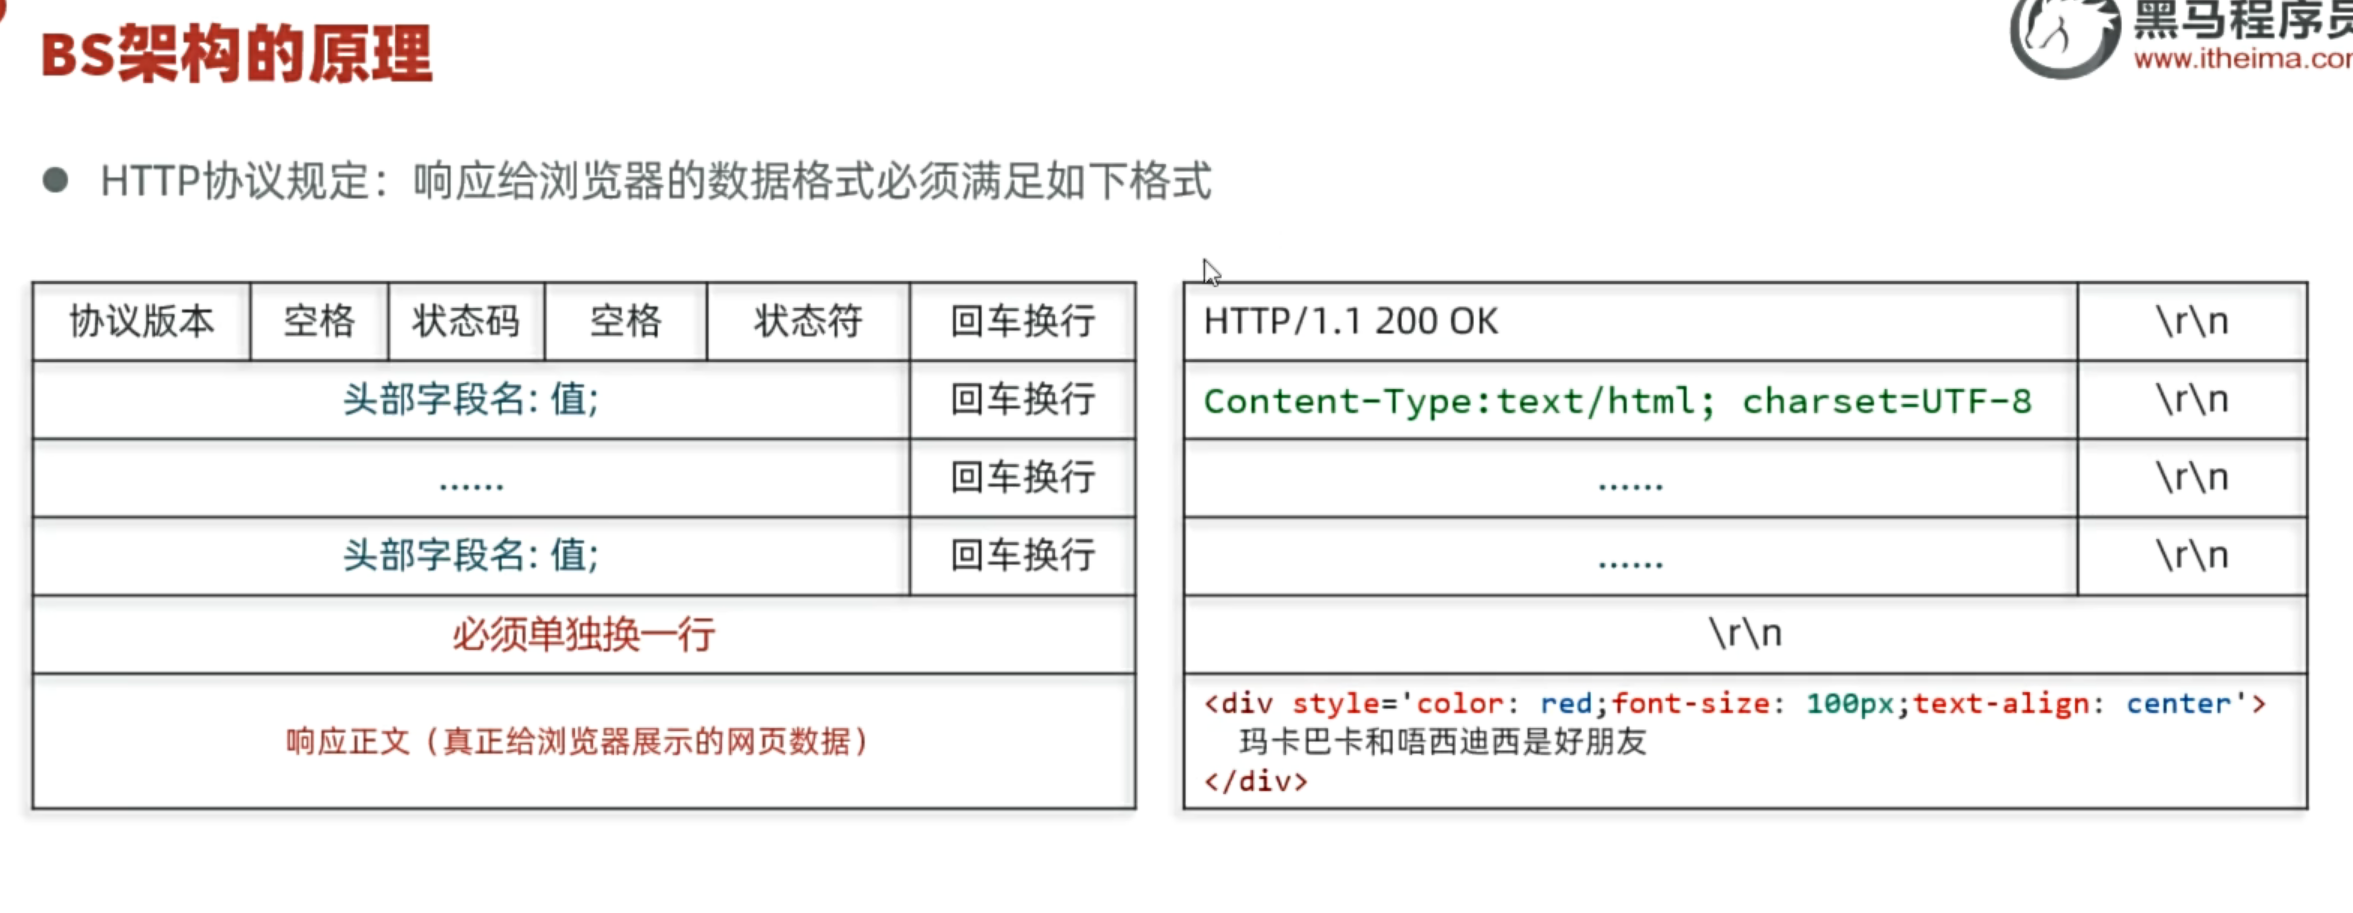 BS架构的原理
黑马程序员
www.itheima.com
HTTP协议规定：响应给浏览器的数据格式必须满足如下格式
协议版本 空格 状态码 空格 状态符 回车换行
头部字段名: 值; 回车换行
...... 回车换行
头部字段名: 值; 回车换行
必须单独换一行
响应正文（真正给浏览器展示的网页数据）
HTTP/1.1 200 OK \r\n
Content-Type:text/html; charset=UTF-8 \r\n
...... \r\n
...... \r\n
\r\n
<div style='color: red;font-size: 100px;text-align: center'>
玛卡巴卡和唔西迪西是好朋友
</div>